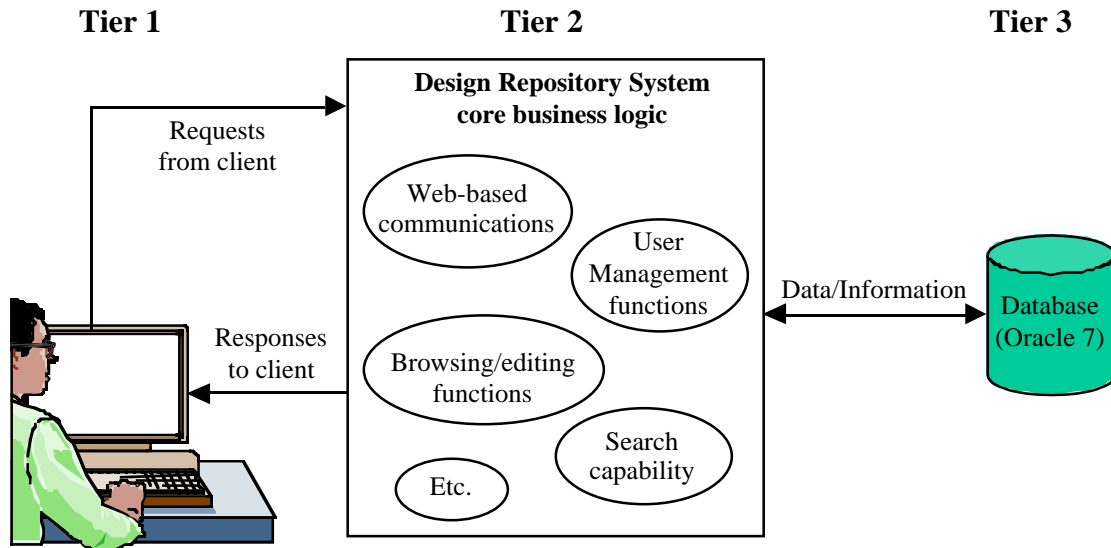 Tier 1
Tier 2
Tier 3
Design Repository System
core business logic
Requests
from client
Web-based
communications
User
Management
functions
Data/Information
Database
(Oracle 7)
Responses
to client
Browsing/editing
functions
Search
capability
Etc.